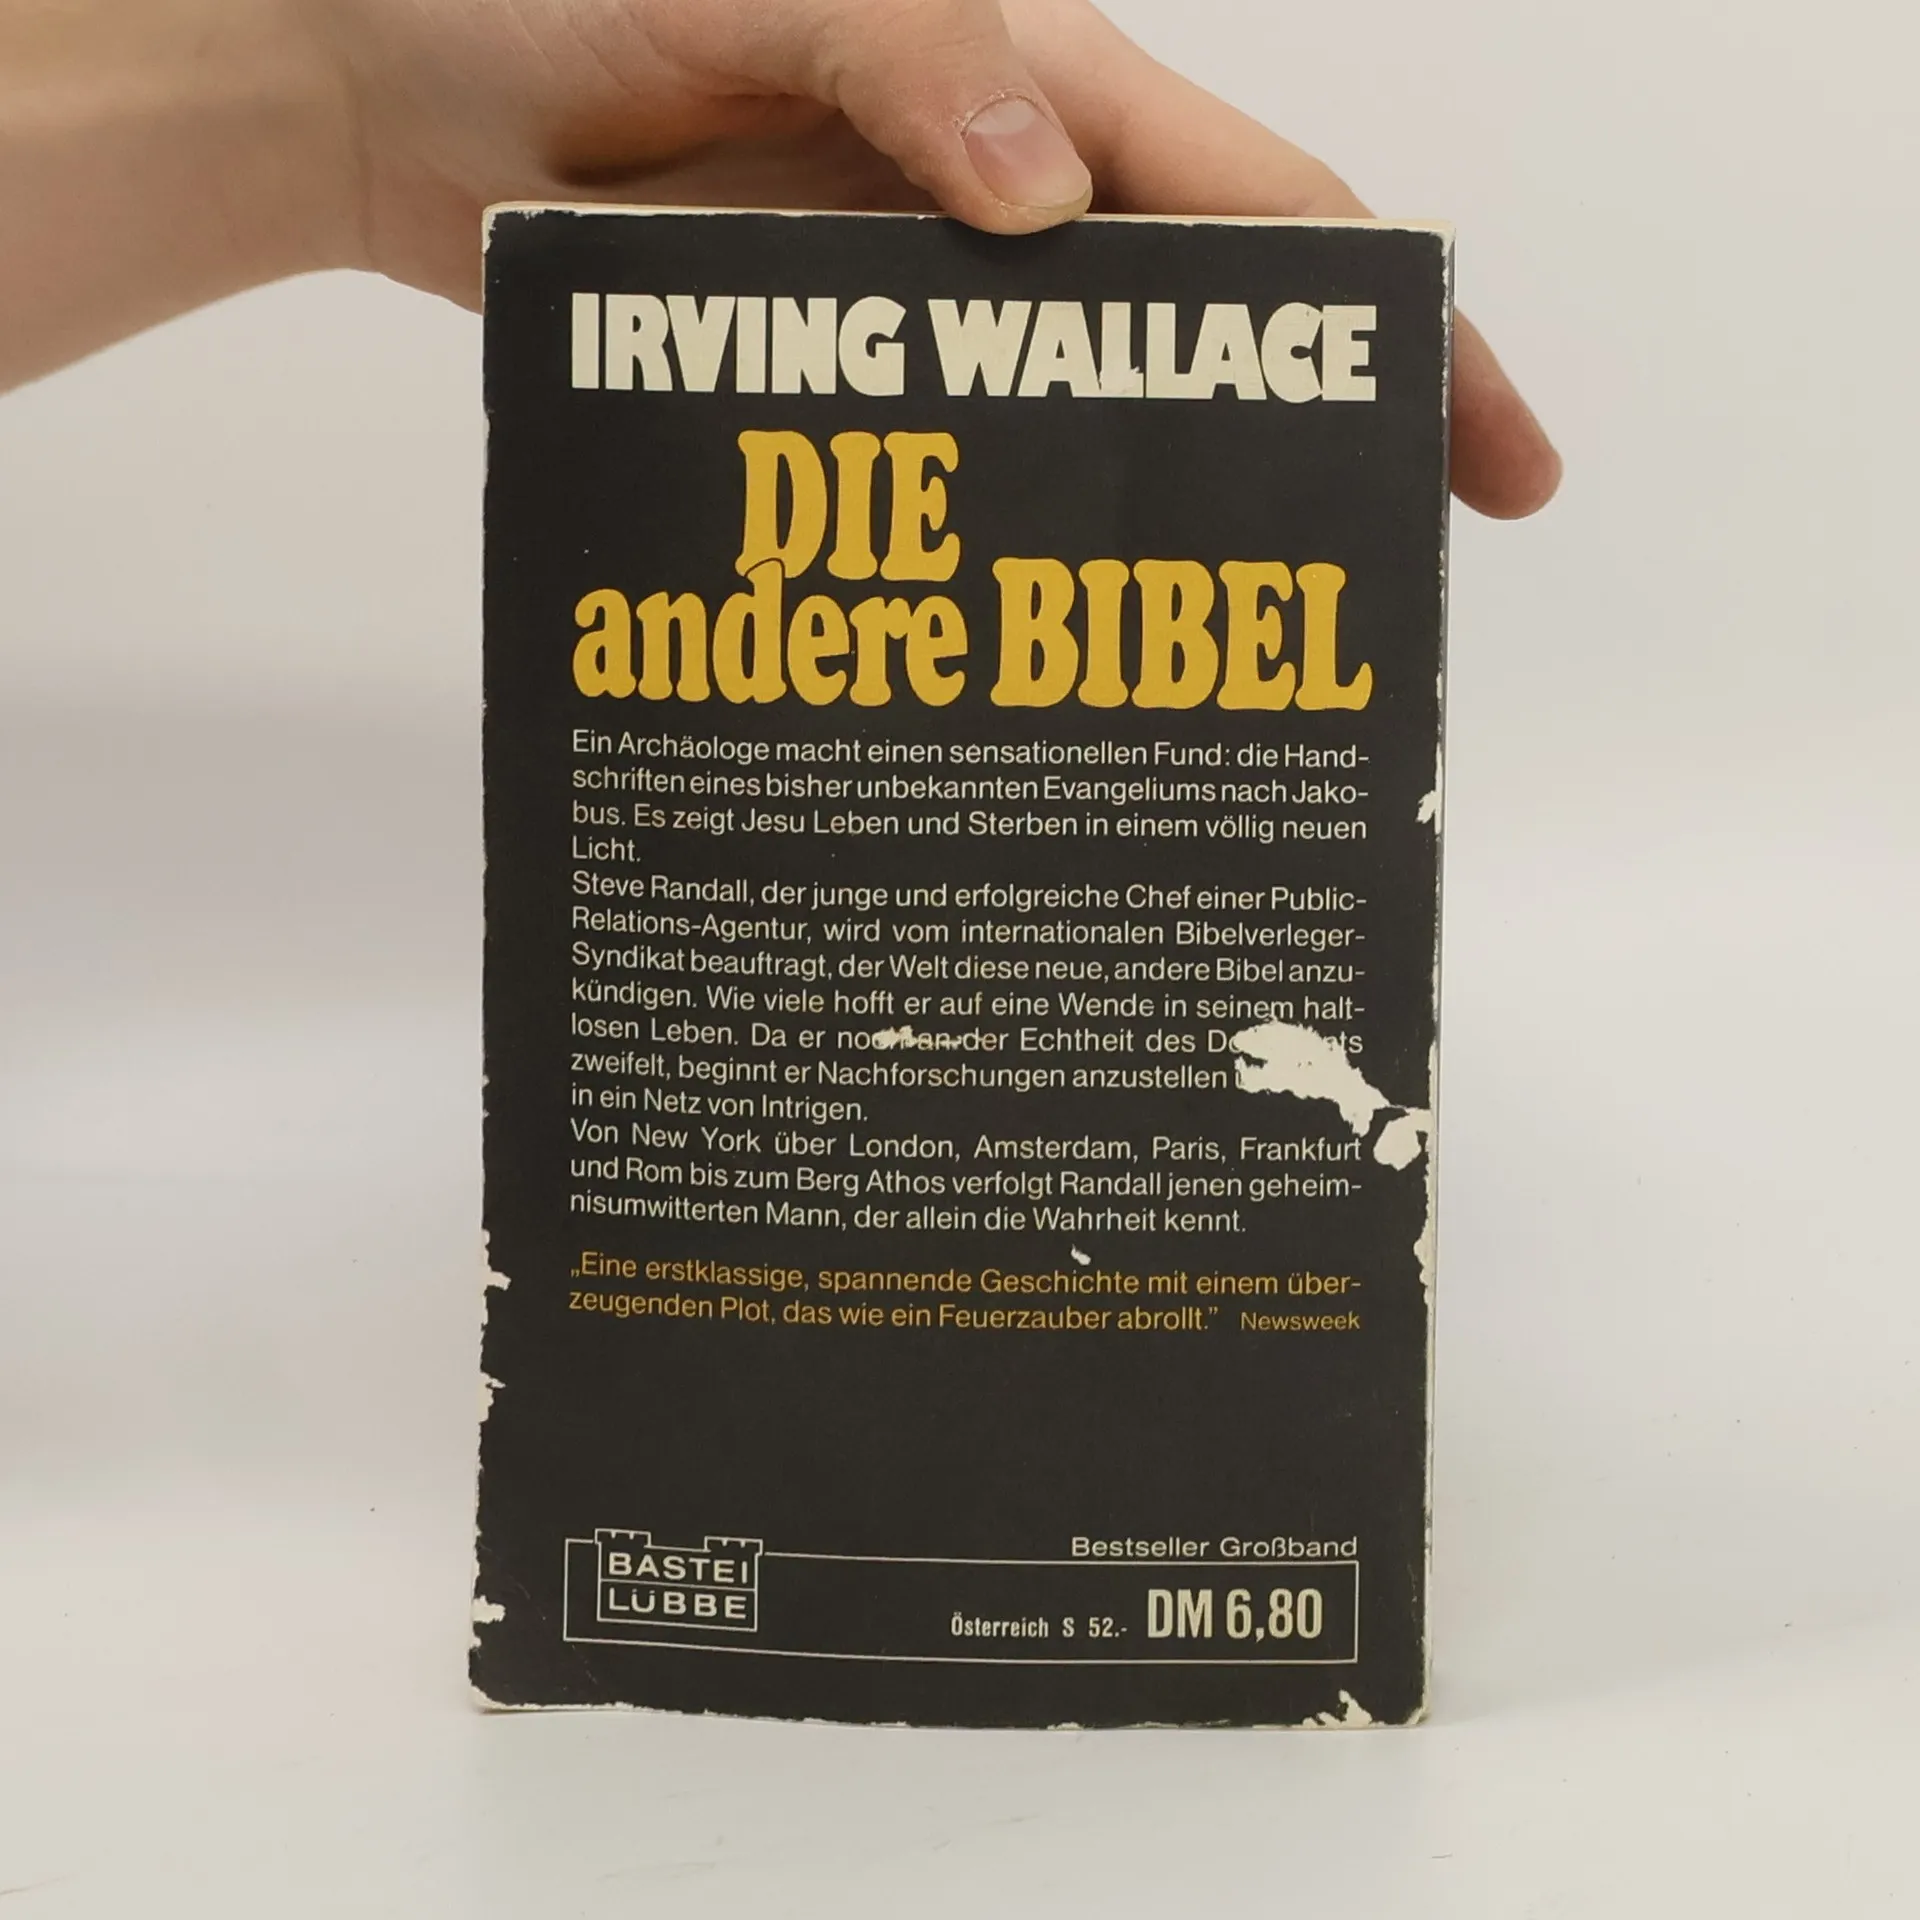 IRVING WALLACE
DIE
andere BIBEL
Ein Archäologe macht einen sensationellen Fund: die Hand-
schriften eines bisher unbekannten Evangeliums nach Jako-
bus. Es zeigt Jesu Leben und Sterben in einem völlig neuen
Licht.
Steve Randall, der junge und erfolgreiche Chef einer Public-
Relations-Agentur, wird vom internationalen Bibelverleger-
Syndikat beauftragt, der Welt diese neue, andere Bibel anzu-
kündigen. Wie viele hofft er auf eine Wende in seinem halt-
losen Leben. Da er noch an der Echtheit des
zweifelt, beginnt er Nachforschungen anzustellen
in ein Netz von Intrigen.
Von New York über London, Amsterdam, Paris, Frankfurt
und Rom bis zum Berg Athos verfolgt Randall jenen geheim-
nisumwitterten Mann, der allein die Wahrheit kennt.
„Eine erstklassige, spannende Geschichte mit einem über-
zeugenden Plot, das wie ein Feuerzauber abrollt.” Newsweek
Bestseller Großband
BASTEI
LÜBBE
Österreich S 52.- DM 6,80